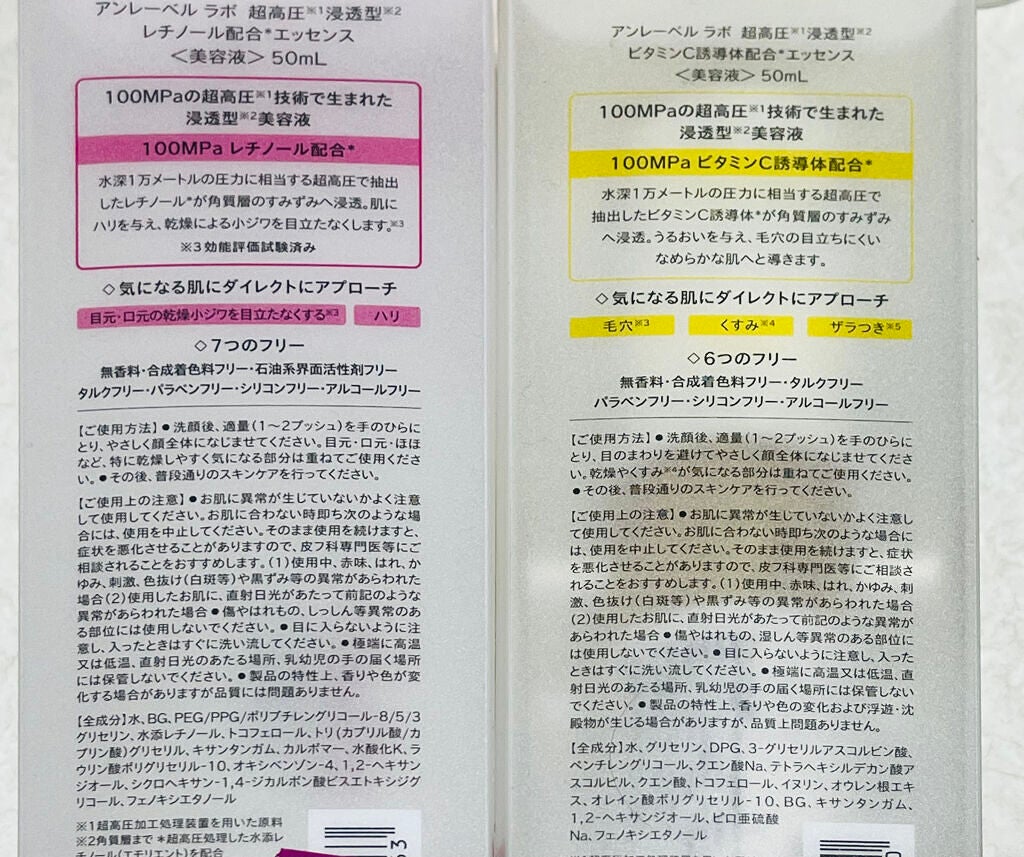 アンレーベル ラボ 超高圧※1浸透型※2
レチノール配合*エッセンス
<美容液> 50mL
100MPaの超高圧※1技術で生まれた
浸透型※2美容液
100MPa レチノール配合*
水深1万メートルの圧力に相当する超高圧で抽出
したレチノール*が角質層のすみずみへ浸透。肌に
ハリを与え、乾燥による小ジワを目立たなくします。※3
※3効能評価試験済み
◇気になる肌にダイレクトにアプローチ
目元・口元の乾燥小ジワを目立たなくする※3
ハリ
◇7つのフリー
無香料・合成着色料フリー・石油系界面活性剤フリー
タルクフリー・パラベンフリー・シリコンフリー・アルコールフリー
【ご使用方法】●洗顔後、適量(1〜2プッシュ)を手のひらに
とり、やさしく顔全体になじませてください。目元・口元・ほほ
など、特に乾燥しやすく気になる部分は重ねてご使用くださ
い。●その後、普段通りのスキンケアを行ってください。
【ご使用上の注意】●お肌に異常が生じていないかよく注意
して使用してください。お肌に合わない時即ち次のような場
合には、使用を中止してください。そのまま使用を続けますと、
症状を悪化させることがありますので、皮フ科専門医等にご
相談されることをおすすめします。(1)使用中、赤味、はれ、か
ゆみ、刺激、色抜け(白斑等)や黒ずみ等の異常があらわれた
場合(2)使用したお肌に、直射日光があたって前記のような
異常があらわれた場合●傷やはれもの、しっしん等異常のあ
る部位には使用しないでください。●目に入らないように注
意し、入ったときはすぐに洗い流してください。●極端に高温
又は低温、直射日光のあたる場所、乳幼児の手の届く場所
には保管しないでください。●製品の特性上、香りや色が変
化する場合がありますが品質には問題ありません。
【全成分】水、BG、PEG/PPG/ポリブチレングリコール-8/5/3
グリセリン、水添レチノール、トコフェロール、トリ(カプリル酸/カ
プリン酸)グリセリル、キサンタンガム、カルボマー、水酸化K、ラ
ウリン酸ポリグリセリル-10、オキシベンゾン-4、1,2-ヘキサン
ジオール、シクロヘキサン-1,4-ジカルボン酸ビスエトキシジグ
リコール、フェノキシエタノール
※1超高圧加工処理装置を用いた原料
※2角質層まで *超高圧処理した水添レ
チノール(エモリエント)を配合
アンレーベル ラボ 超高圧※1浸透型※2
ビタミンC誘導体配合*エッセンス
<美容液> 50mL
100MPaの超高圧※1技術で生まれた
浸透型※2美容液
100MPa ビタミンC誘導体配合*
水深1万メートルの圧力に相当する超高圧で
抽出したビタミンC誘導体*が角質層のすみずみ
へ浸透。うるおいを与え、毛穴の目立ちにくい
なめらかな肌へと導きます。
◇気になる肌にダイレクトにアプローチ
毛穴※3
くすみ※4
ザラつき※5
◇6つのフリー
無香料・合成着色料フリー・タルクフリー
パラベンフリー・シリコンフリー・アルコールフリー
【ご使用方法】●洗顔後、適量(1〜2プッシュ)を手のひらに
とり、目のまわりを避けてやさしく顔全体になじませてくださ
い。乾燥やくすみ※4が気になる部分は重ねてご使用ください。
●その後、普段通りのスキンケアを行ってください。
【ご使用上の注意】●お肌に異常が生じていないかよく注意し
て使用してください。お肌に合わない時即ち次のような場合に
は、使用を中止してください。そのまま使用を続けますと、症状
を悪化させることがありますので、皮フ科専門医等にご相談さ
れることをおすすめします。(1)使用中、赤味、はれ、かゆみ、刺
激、色抜け(白斑等)や黒ずみ等の異常があらわれた場合
(2)使用したお肌に、直射日光があたって前記のような異常が
あらわれた場合●傷やはれもの、湿しん等異常のある部位に
は使用しないでください。●目に入らないように注意し、入った
ときはすぐに洗い流してください。●極端に高温又は低温、直
射日光のあたる場所、乳幼児の手の届く場所には保管しない
でください。●製品の特性上、香りや色の変化および浮遊・沈
殿物が生じる場合がありますが、品質上問題ありません。
【全成分】水、グリセリン、DPG、3-グリセリルアスコルビン酸、
ペンチレングリコール、クエン酸Na、テトラヘキシルデカン酸ア
スコルビル、クエン酸、トコフェロール、イヌリン、オウレン根エキ
ス、オレイン酸ポリグリセリル-10、BG、キサンタンガム、
1,2-ヘキサンジオール、ピロ亜硫酸
Na、フェノキシエタノール